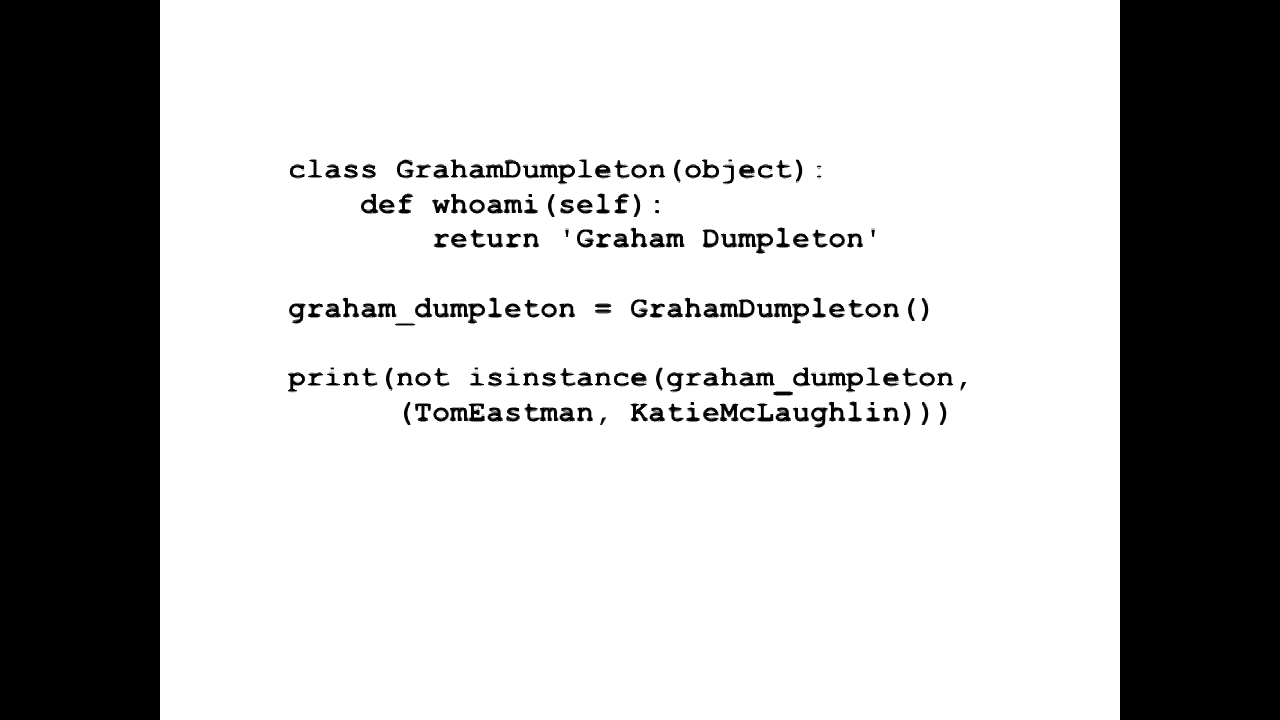 class GrahamDumpleton(object):
    def whoami(self):
        return 'Graham Dumpleton'
graham_dumpleton = GrahamDumpleton()
print(not isinstance(graham_dumpleton,
      (TomEastman, KatieMcLaughlin)))